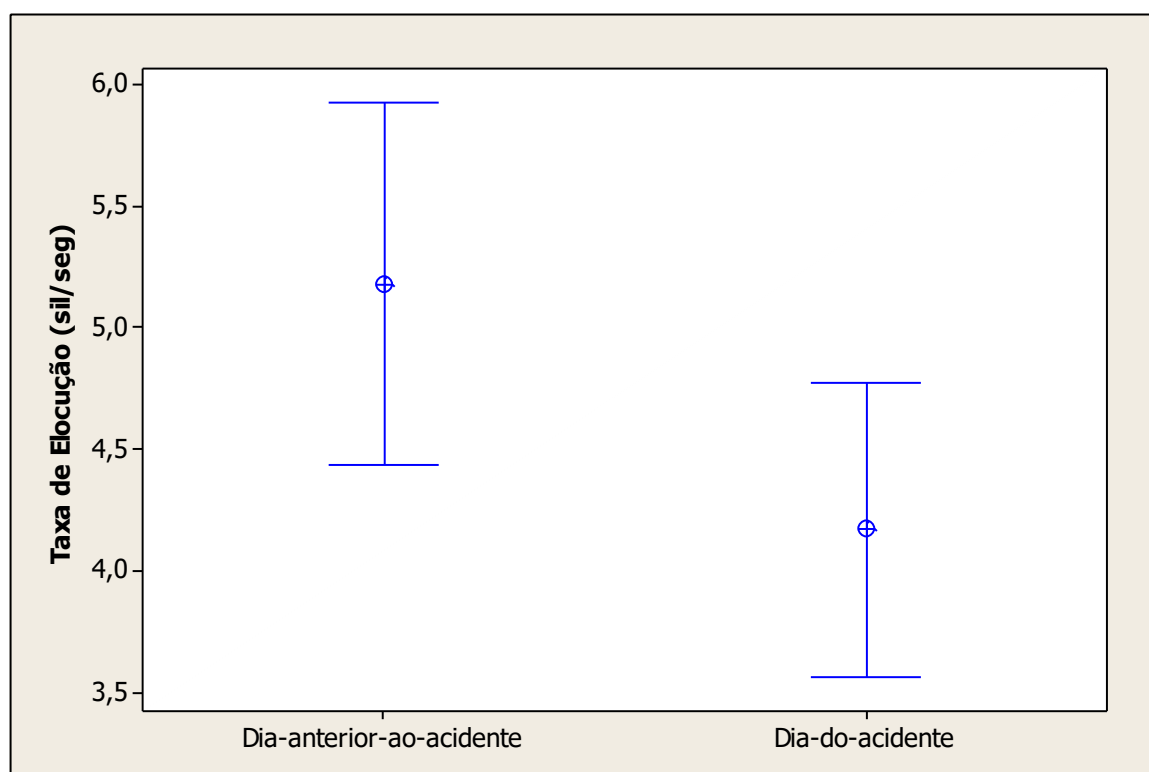 Taxa de Elocução (sil/seg)
6,0
5,5
5,0
4,5
4,0
3,5
Dia-anterior-ao-acidente
Dia-do-acidente